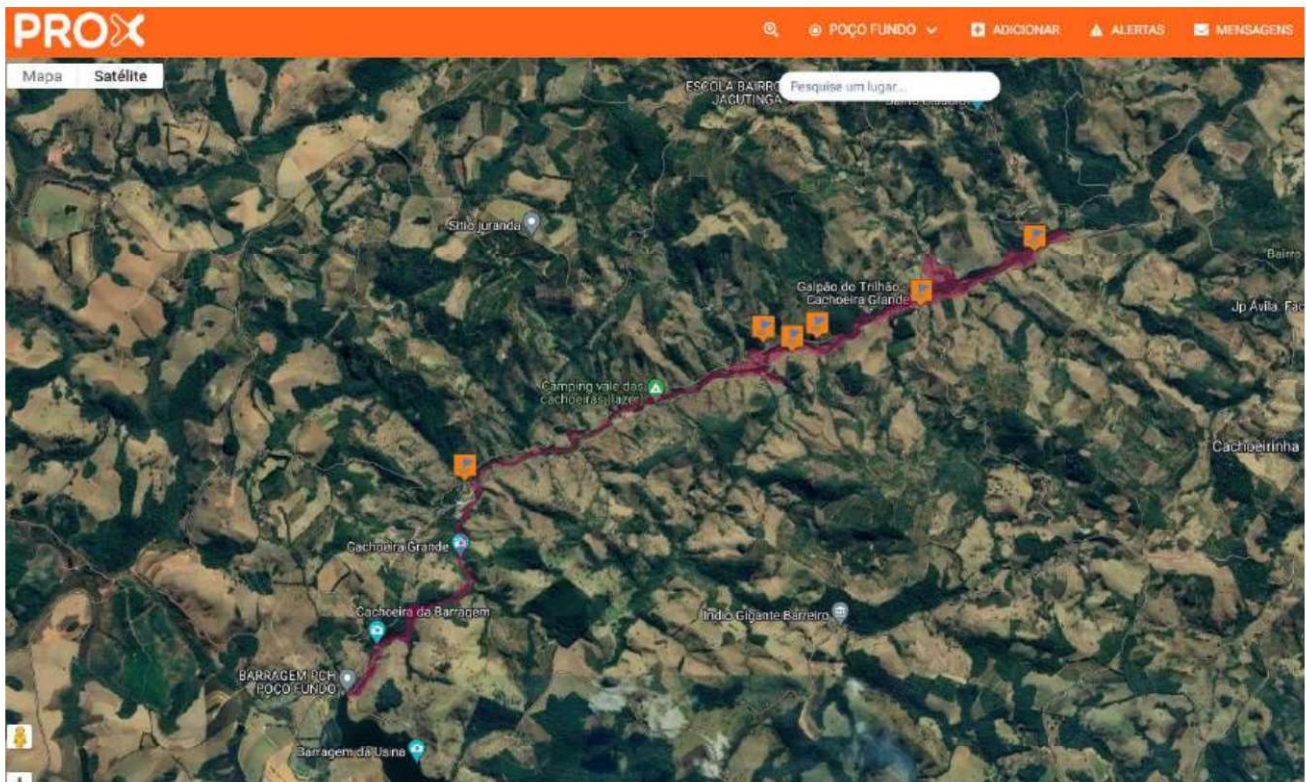 PROX
POÇO FUNDO
ADICIONAR
ALERTAS
MENSAGENS
Mapa
Satélite
ESCOLA BAIRRO
JACUTINGA
Pesquise um lugar...
Sítio juranda
Bairro
Galpão do Trilhão
Cachoeira Grande
Jp Ávila. Fac
Camping vale das
cachoeiras,lazer
Cachoeirinha
Cachoeira Grande
Cachoeira da Barragem
Índio Gigante Barreiro
BARRAGEM PCH
POÇO FUNDO
Barragem da Usina